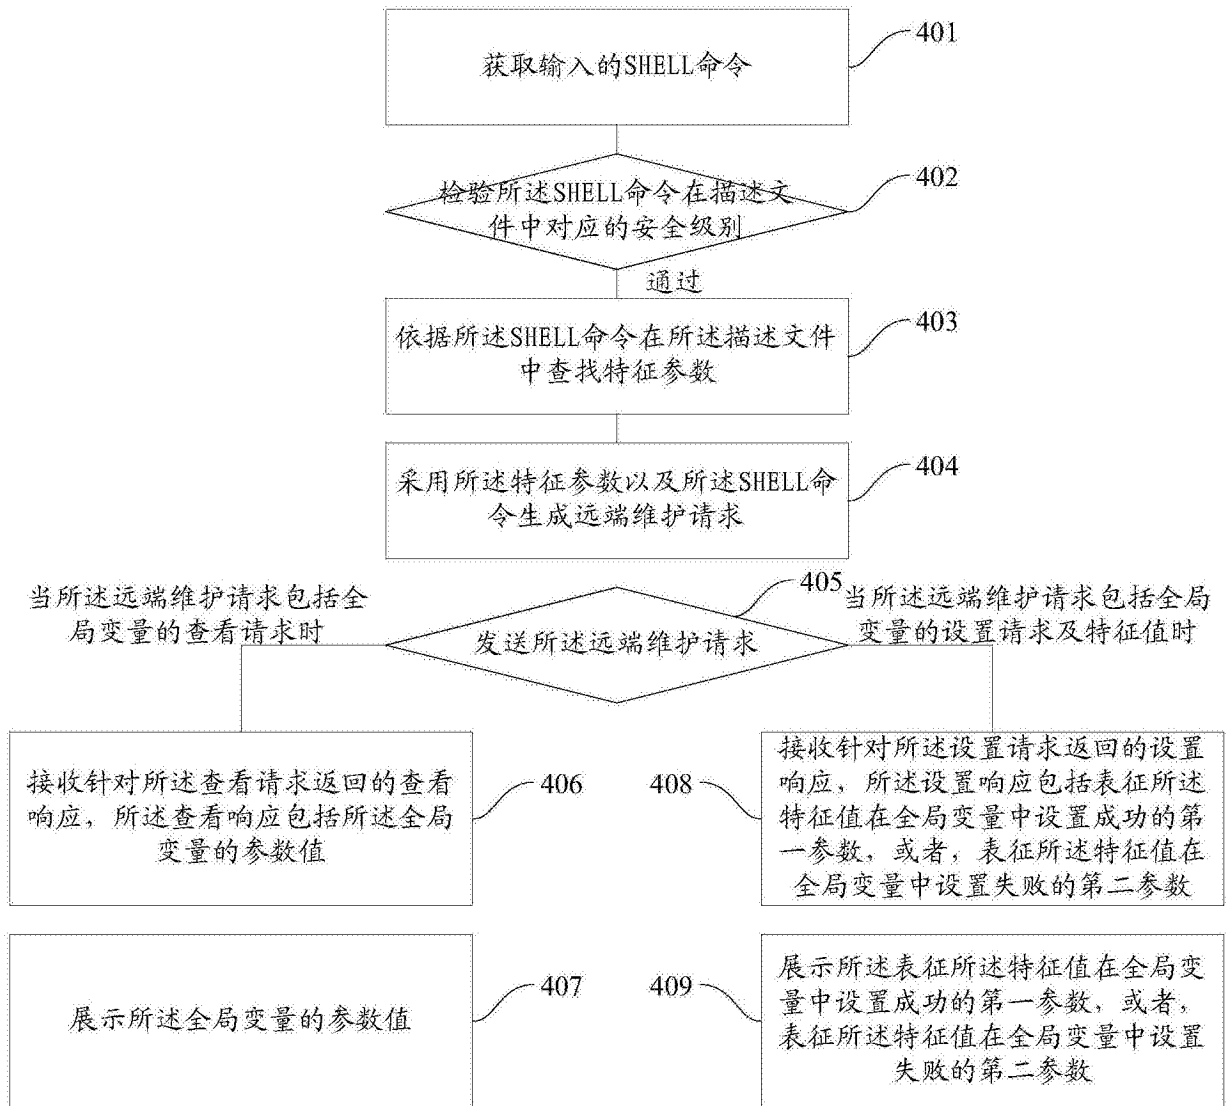 获取输入的SHELL命令
401
检验所述SHELL命令在描述文
件中对应的安全级别
402
通过
依据所述SHELL命令在所述描述文件
中查找特征参数
403
采用所述特征参数以及所述SHELL命
令生成远端维护请求
404
当所述远端维护请求包括全
局变量的查看请求时
发送所述远端维护请求
405
当所述远端维护请求包括全局
变量的设置请求及特征值时
接收针对所述查看请求返回的查看
响应，所述查看响应包括所述全局
变量的参数值
406
408
接收针对所述设置请求返回的设置
响应，所述设置响应包括表征所述
特征值在全局变量中设置成功的第
一参数，或者，表征所述特征值在
全局变量中设置失败的第二参数
展示所述全局变量的参数值
407
409
展示所述表征所述特征值在全局变
量中设置成功的第一参数，或者，
表征所述特征值在全局变量中设置
失败的第二参数